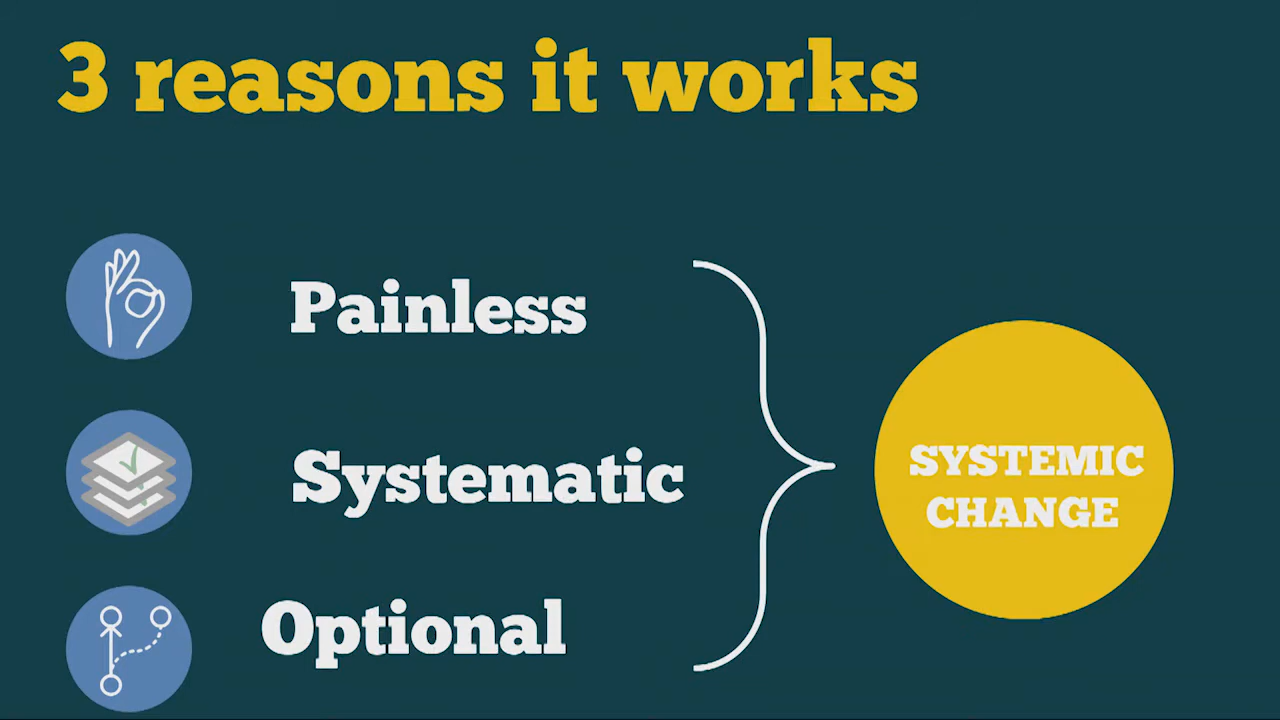 3 reasons it works
Painless
Systematic
Optional
SYSTEMIC
CHANGE